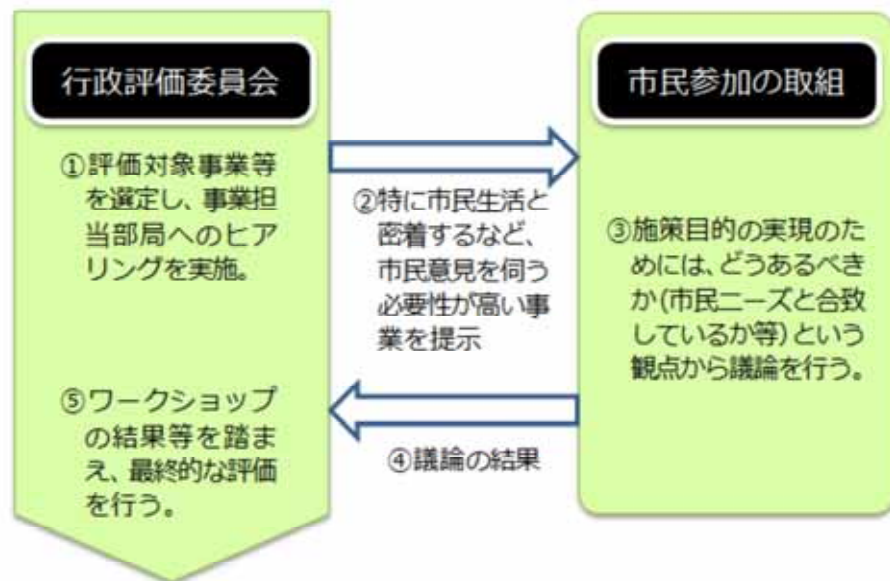 行政評価委員会
①評価対象事業等
を選定し、事業担
当部局へのヒア
リングを実施。
②特に市民生活と
密着するなど、
市民意見を伺う
必要性が高い事
業を提示
市民参加の取組
③施策目的の実現のた
めには、どうあるべき
か(市民ニーズと合致
しているか等)という
観点から議論を行う。
④議論の結果
⑤ワークショップ
の結果等を踏ま
え、最終的な評価
を行う。